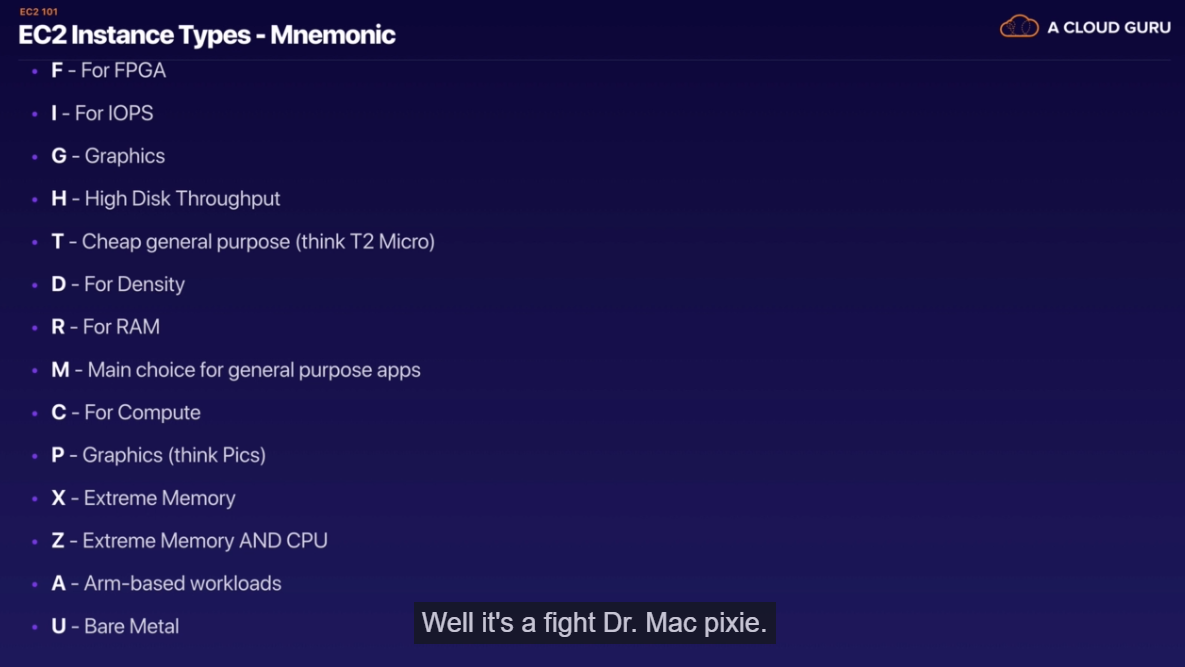 EC2 101
EC2 Instance Types - Mnemonic
A CLOUD GURU
• F - For FPGA
• I - For IOPS
• G - Graphics
• H - High Disk Throughput
• T - Cheap general purpose (think T2 Micro)
• D - For Density
• R - For RAM
• M - Main choice for general purpose apps
• C - For Compute
• P - Graphics (think Pics)
• X - Extreme Memory
• Z - Extreme Memory AND CPU
• A - Arm-based workloads
• U - Bare Metal
Well it's a fight Dr. Mac pixie.